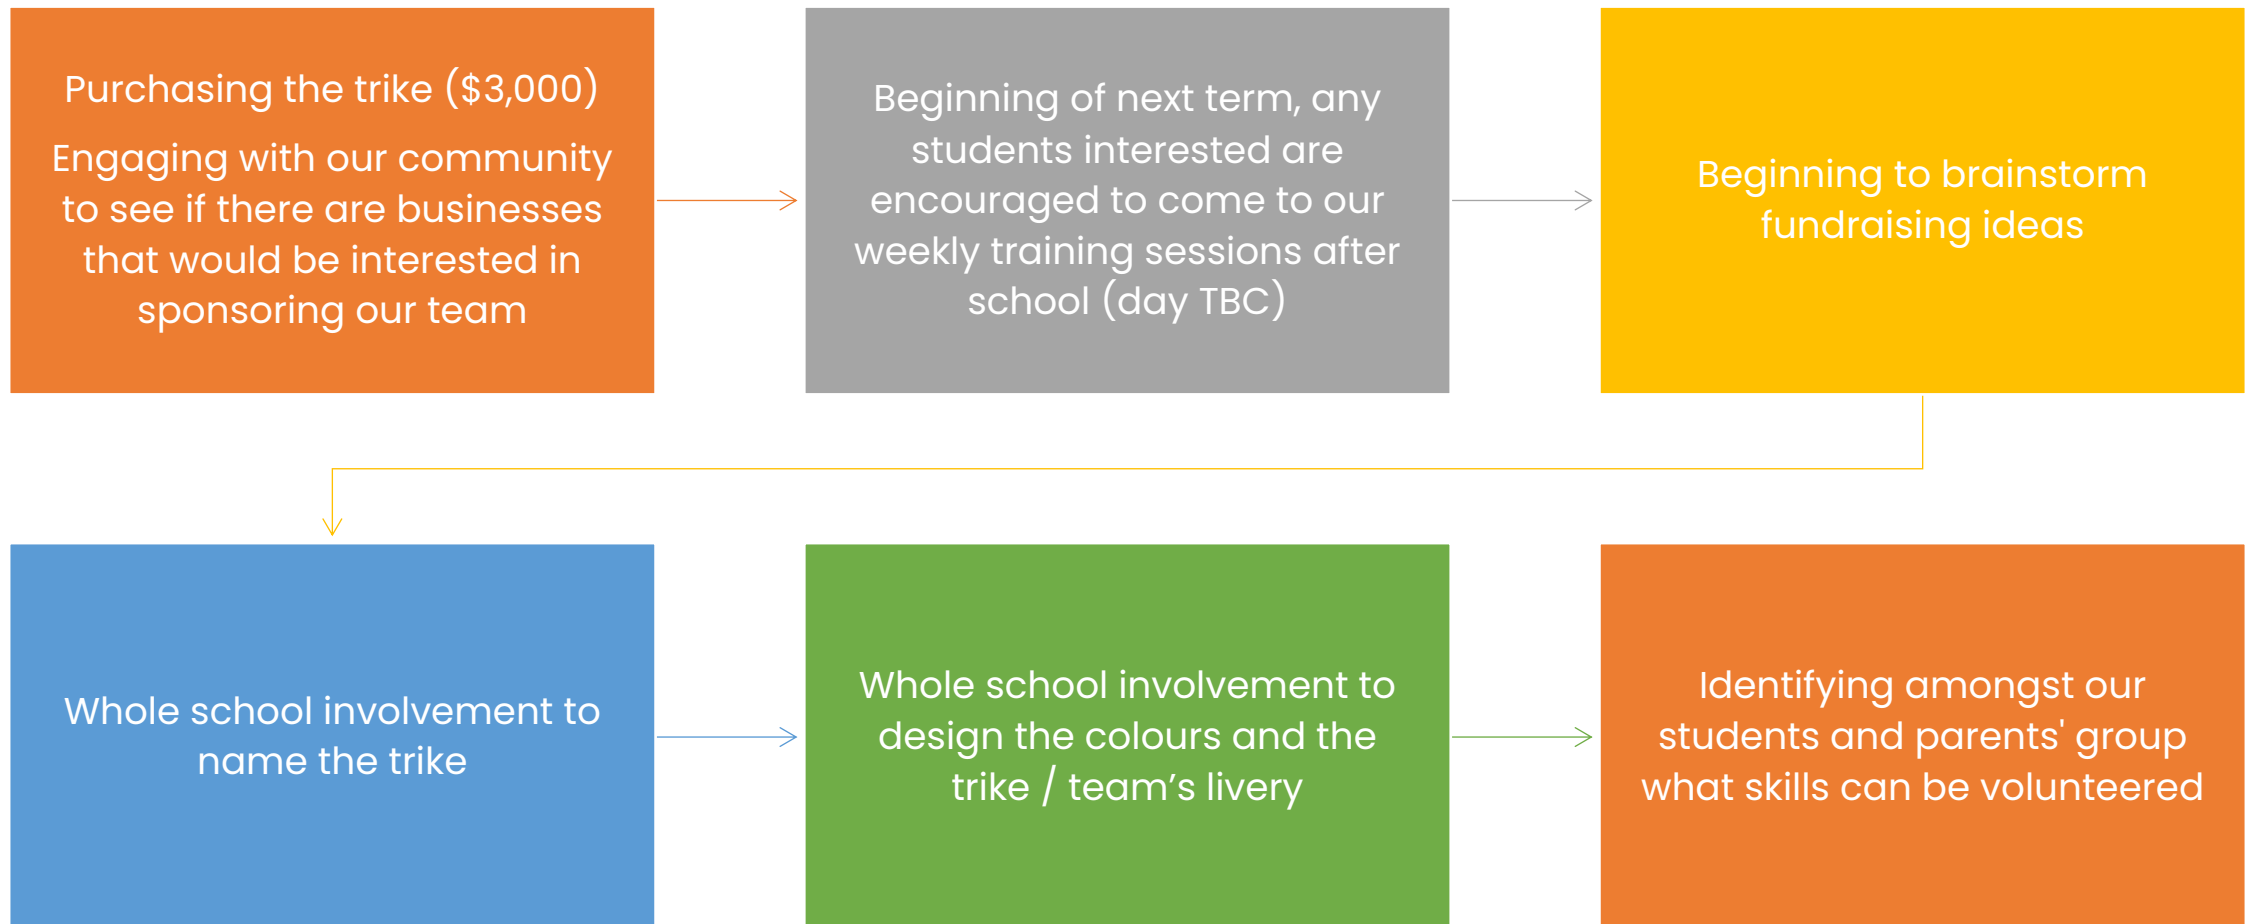 Purchasing the trike ($3,000)
Engaging with our community
to see if there are businesses
that would be interested in
sponsoring our team
Beginning of next term, any
students interested are
encouraged to come to our
weekly training sessions after
school (day TBC)
Beginning to brainstorm
fundraising ideas
Whole school involvement to
name the trike
Whole school involvement to
design the colours and the
trike / team’s livery
Identifying amongst our
students and parents' group
what skills can be volunteered